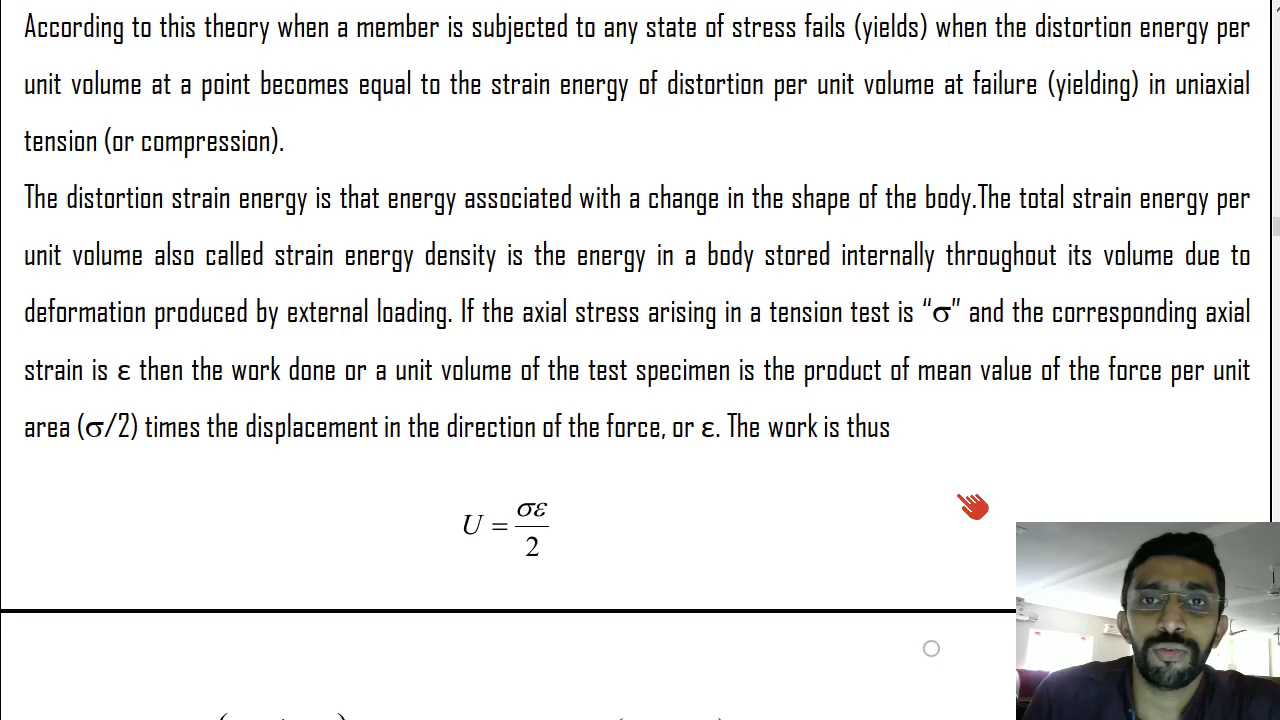 According to this theory when a member is subjected to any state of stress fails (yields) when the distortion energy per
unit volume at a point becomes equal to the strain energy of distortion per unit volume at failure (yielding) in uniaxial
tension (or compression).
The distortion strain energy is that energy associated with a change in the shape of the body.The total strain energy per
unit volume also called strain energy density is the energy in a body stored internally throughout its volume due to
deformation produced by external loading. If the axial stress arising in a tension test is “σ” and the corresponding axial
strain is ε then the work done or a unit volume of the test specimen is the product of mean value of the force per unit
area (σ/2) times the displacement in the direction of the force, or ε. The work is thus
U = σε/2